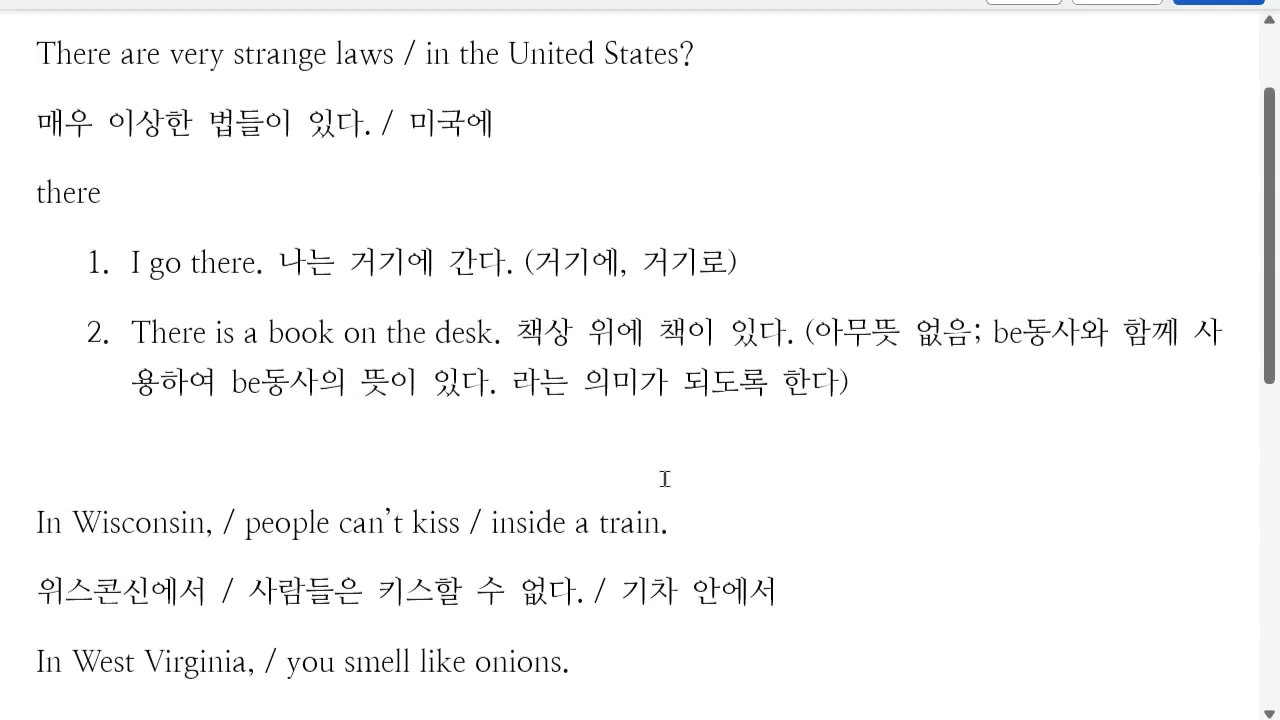 There are very strange laws / in the United States?
매우 이상한 법들이 있다. / 미국에
there
1. I go there. 나는 거기에 간다. (거기에, 거기로)
2. There is a book on the desk. 책상 위에 책이 있다. (아무뜻 없음; be동사와 함께 사
용하여 be동사의 뜻이 있다. 라는 의미가 되도록 한다)
In Wisconsin, / people can’t kiss / inside a train.
위스콘신에서 / 사람들은 키스할 수 없다. / 기차 안에서
In West Virginia, / you smell like onions.